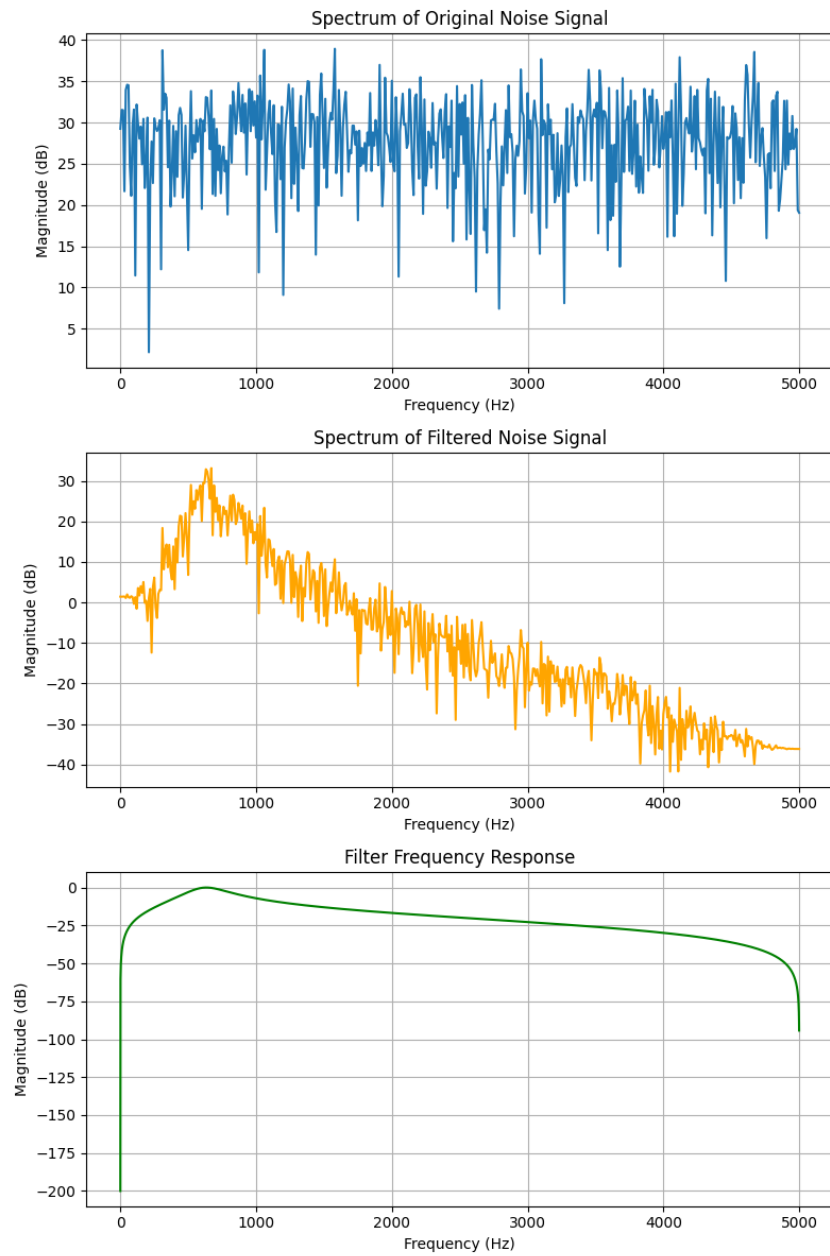 Spectrum of Original Noise Signal
40
35
30
25
20
15
10
5
Magnitude (dB)
0 1000 2000 3000 4000 5000
Frequency (Hz)
Spectrum of Filtered Noise Signal
30
20
10
0
−10
−20
−30
−40
Magnitude (dB)
0 1000 2000 3000 4000 5000
Frequency (Hz)
Filter Frequency Response
0
−25
−50
−75
−100
−125
−150
−175
−200
Magnitude (dB)
0 1000 2000 3000 4000 5000
Frequency (Hz)